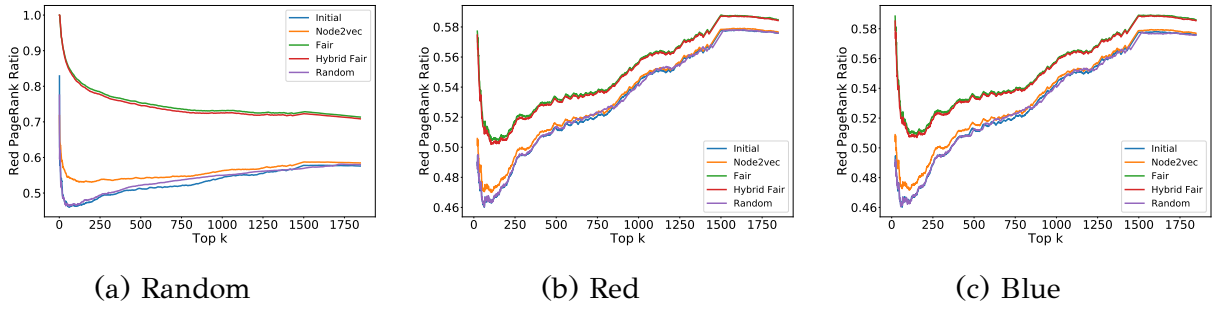 1.0
0.9
0.8
0.7
0.6
0.5
Red PageRank Ratio
0 250 500 750 1000 1250 1500 1750
Top k
Initial
Node2vec
Fair
Hybrid Fair
Random
(a) Random
0.58
0.56
0.54
0.52
0.50
0.48
0.46
Red PageRank Ratio
0 250 500 750 1000 1250 1500 1750
Top k
Initial
Node2vec
Fair
Hybrid Fair
Random
(b) Red
0.58
0.56
0.54
0.52
0.50
0.48
0.46
Red PageRank Ratio
0 250 500 750 1000 1250 1500 1750
Top k
Initial
Node2vec
Fair
Hybrid Fair
Random
(c) Blue